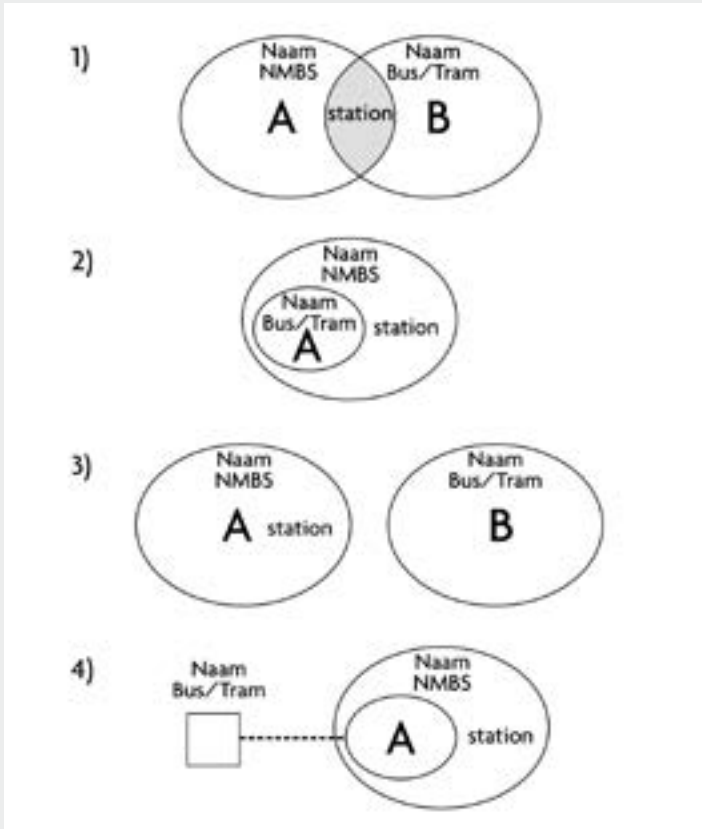 1)
Naam
NMBS
A
station
Naam
Bus/Tram
B
2)
Naam
NMBS
Naam
Bus/Tram
A
station
3)
Naam
NMBS
A station
Naam
Bus/Tram
B
4)
Naam
Bus/Tram
Naam
NMBS
A
station